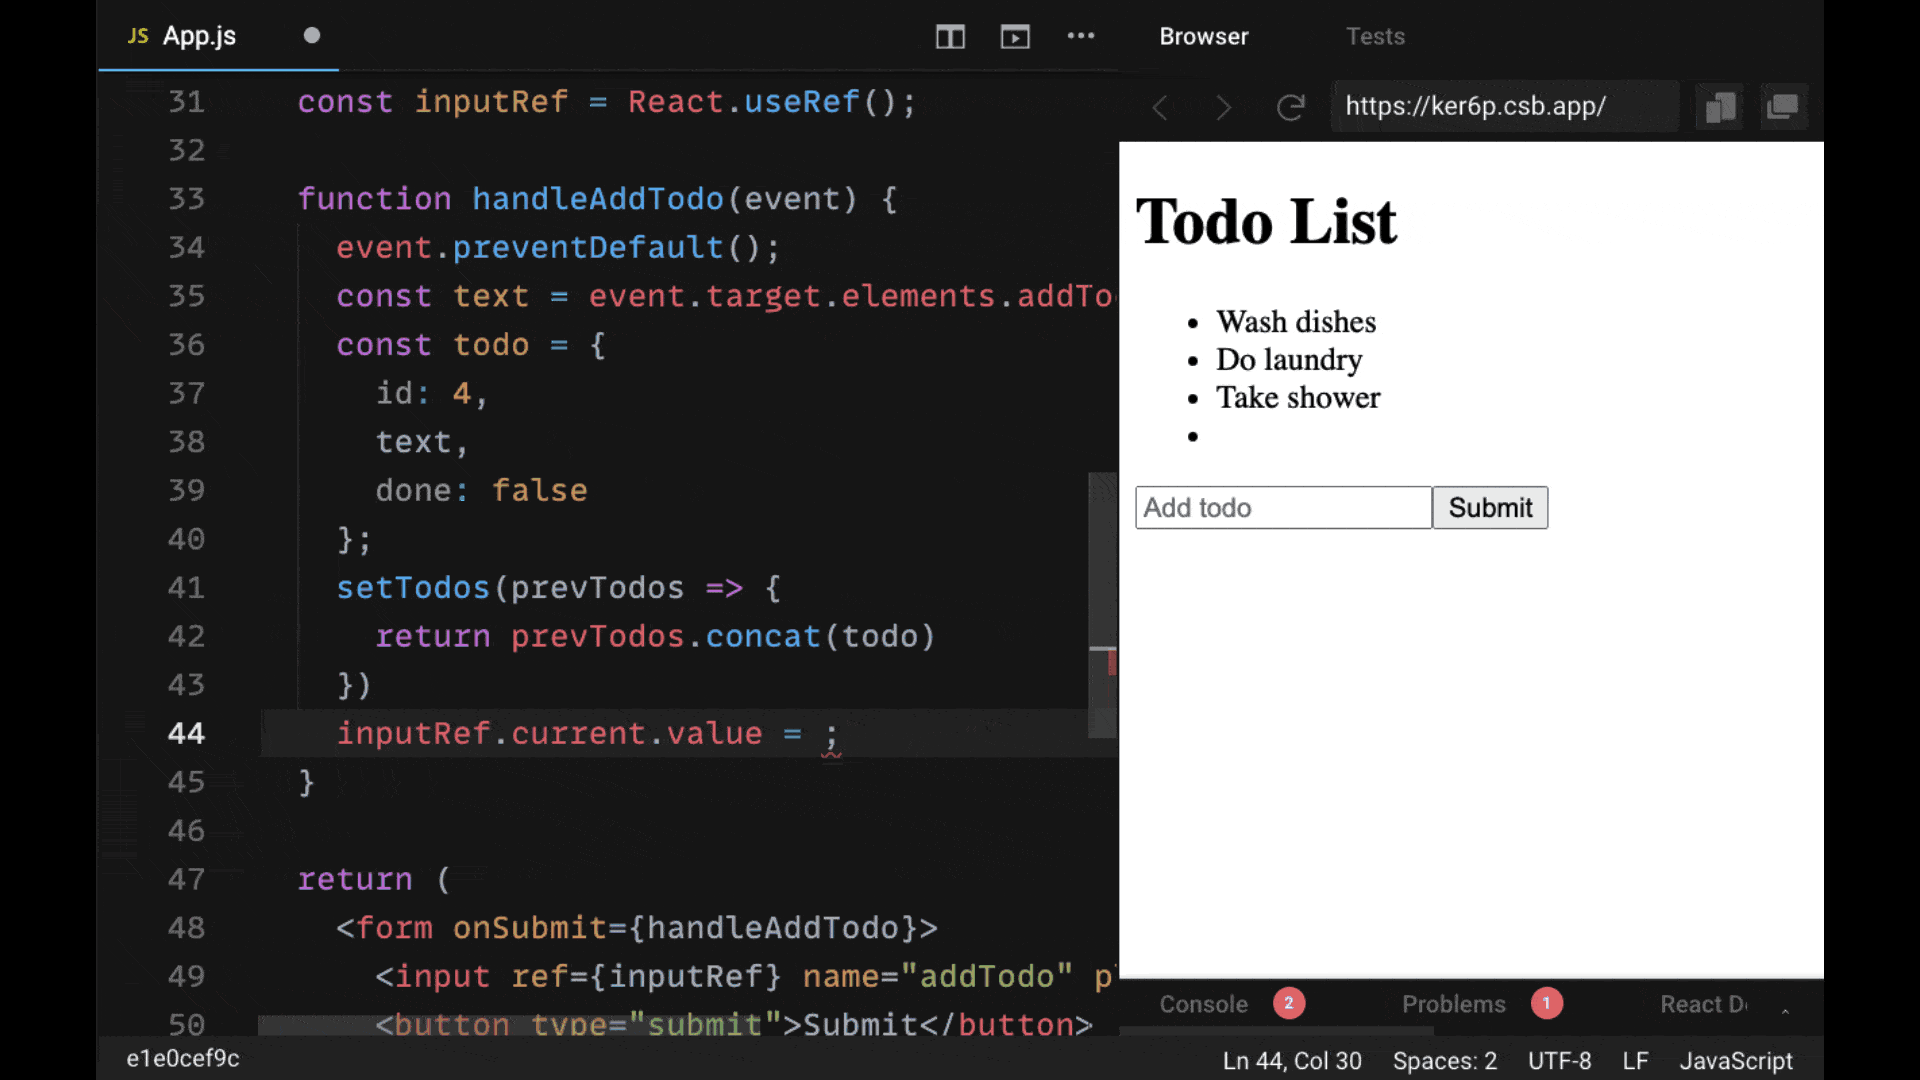 JS App.js
31 const inputRef = React.useRef();
32
33 function handleAddTodo(event) {
34 event.preventDefault();
35 const text = event.target.elements.addTo
36 const todo = {
37 id: 4,
38 text,
39 done: false
40 };
41 setTodos(prevTodos => {
42 return prevTodos.concat(todo)
43 })
44 inputRef.current.value = ;
45 }
46
47 return (
48 <form onSubmit={handleAddTodo}>
49 <input ref={inputRef} name="addTodo" p
50 <button type="submit">Submit</button>
e1e0cef9c
Browser Tests
https://ker6p.csb.app/
Todo List
• Wash dishes
• Do laundry
• Take shower
•
Add todo Submit
Console 2 Problems 1 React D
Ln 44, Col 30 Spaces: 2 UTF-8 LF JavaScript